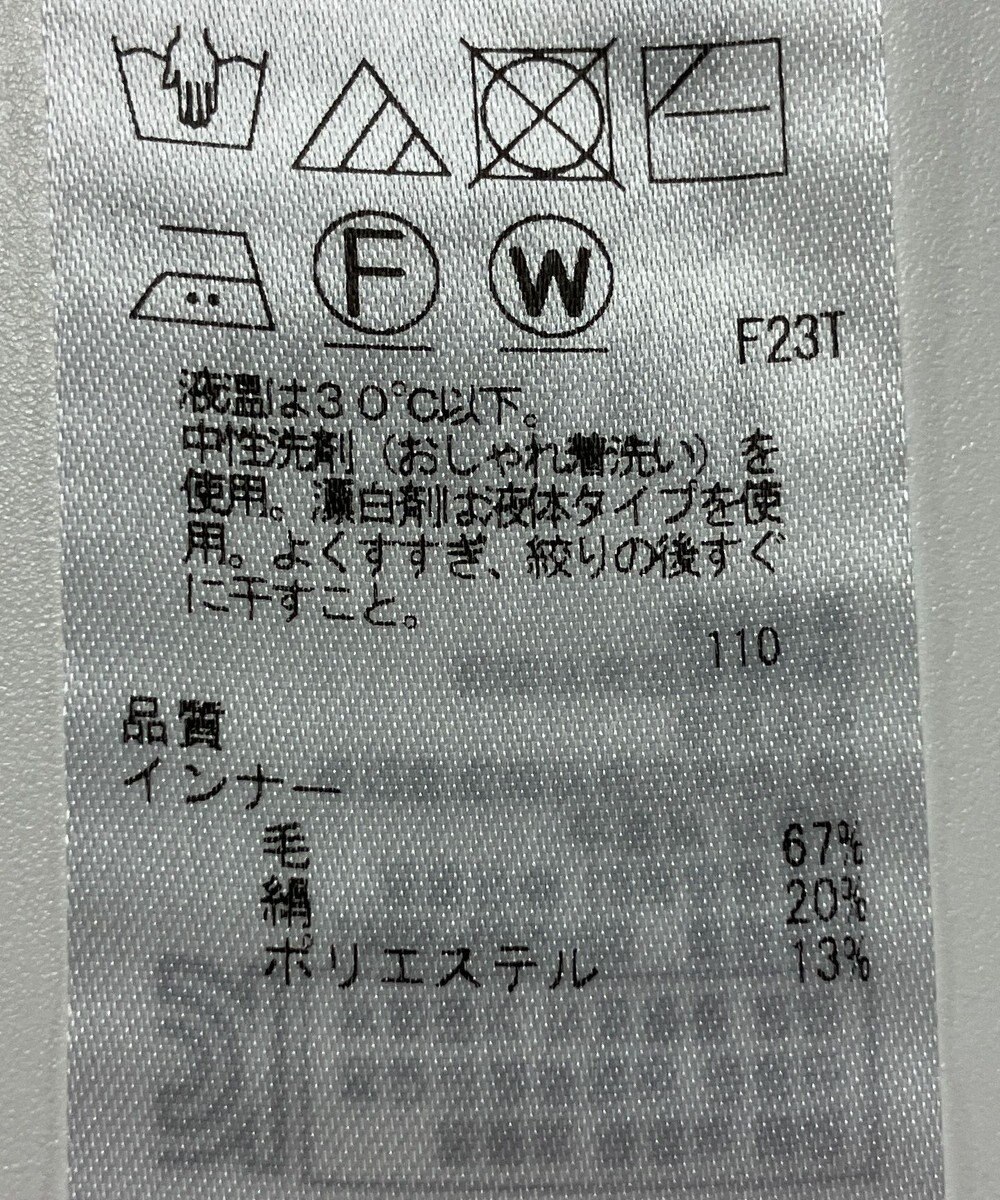 F W
F23T
液温は30℃以下。
中性洗剤(おしゃれ着洗い)を
使用。漂白剤は液体タイプを使
用。よくすすぎ、絞りの後すぐ
に干すこと。
110
品質
インナー
毛 67%
絹 20%
ポリエステル 13%